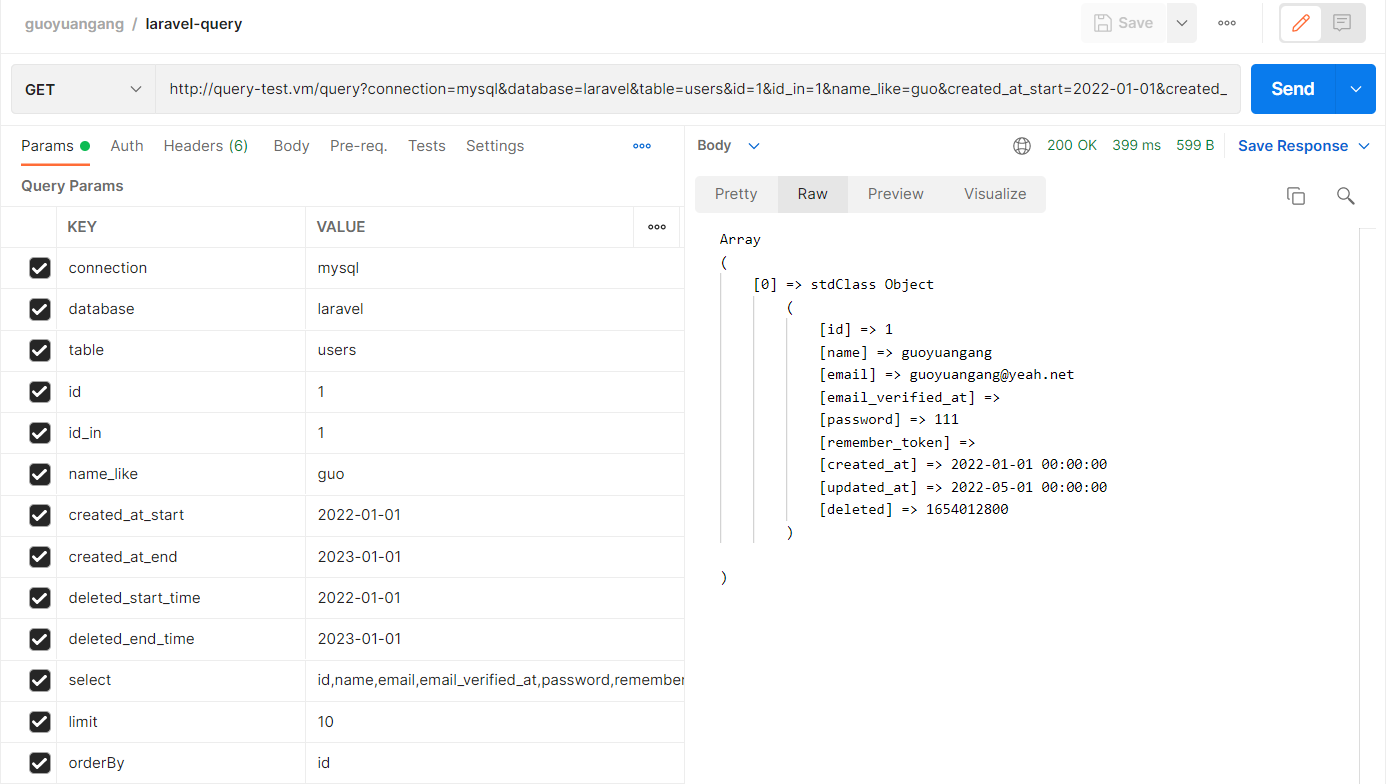 guoyuangang / laravel-query
Save
GET
http://query-test.vm/query?connection=mysql&database=laravel&table=users&id=1&id_in=1&name_like=guo&created_at_start=2022-01-01&created_
Send
Params Auth Headers (6) Body Pre-req. Tests Settings
Query Params
KEY VALUE
connection mysql
database laravel
table users
id 1
id_in 1
name_like guo
created_at_start 2022-01-01
created_at_end 2023-01-01
deleted_start_time 2022-01-01
deleted_end_time 2023-01-01
select id,name,email,email_verified_at,password,remember
limit 10
orderBy id
Body 200 OK 399 ms 599 B Save Response
Pretty Raw Preview Visualize
Array
(
[0] => stdClass Object
(
[id] => 1
[name] => guoyuangang
[email] => guoyuangang@yeah.net
[email_verified_at] =>
[password] => 111
[remember_token] =>
[created_at] => 2022-01-01 00:00:00
[updated_at] => 2022-05-01 00:00:00
[deleted] => 1654012800
)
)